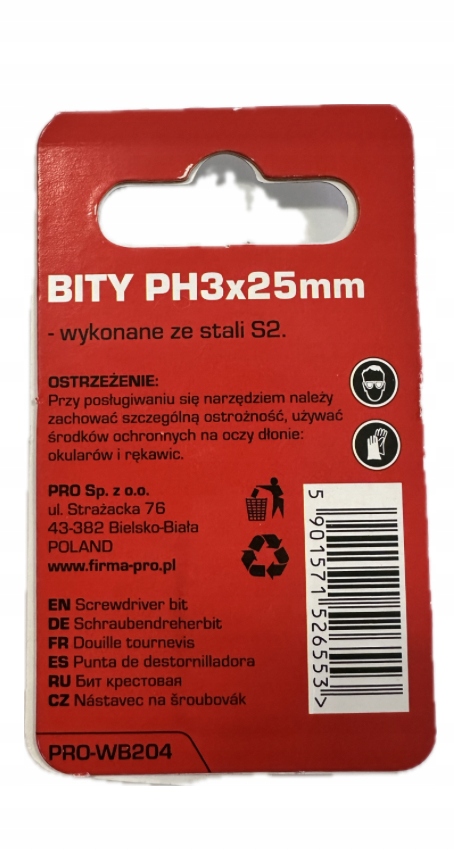 BITY PH3x25mm
- wykonane ze stali S2.
OSTRZEŻENIE:
Przy posługiwaniu się narzędziem należy
zachować szczególną ostrożność, używać
środków ochronnych na oczy dłonie:
okularów i rękawic.
PRO Sp. z o.o.
ul. Strażacka 76
43-382 Bielsko-Biała
POLAND
www.firma-pro.pl
EN Screwdriver bit
DE Schraubendreherbit
FR Douille tournevis
ES Punta de destornilladora
RU Бит крестовая
CZ Nástavec na šroubovák
5 901571 526553 >
PRO-WB204